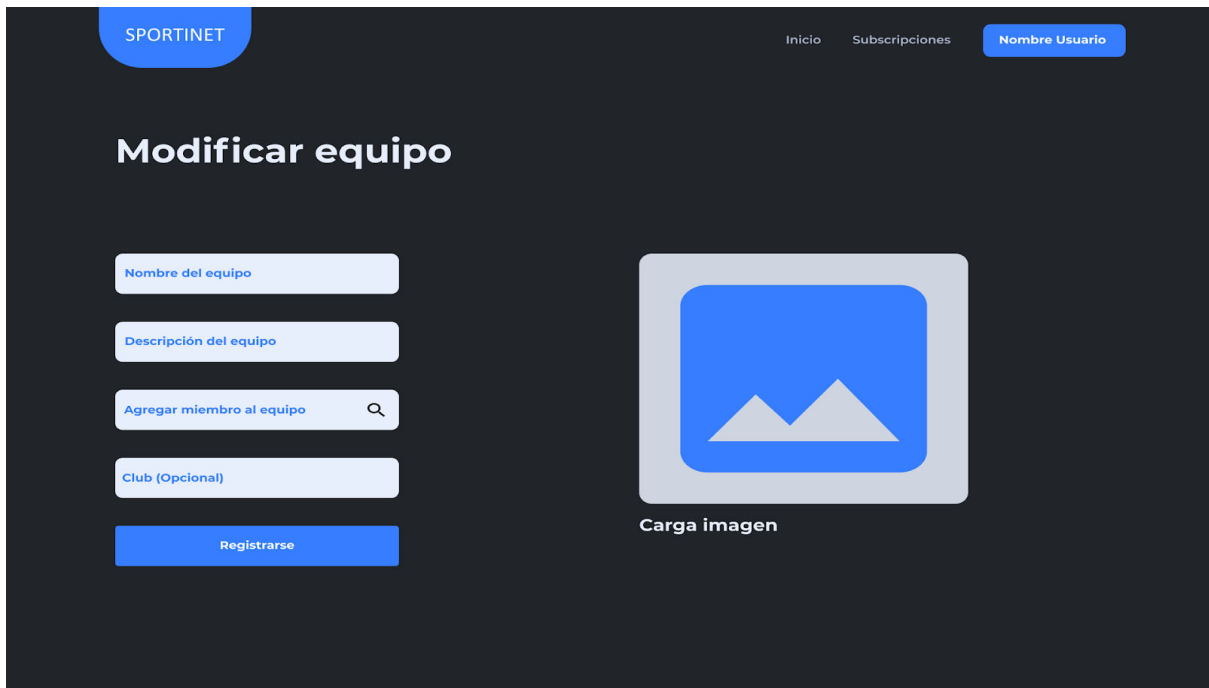 SPORTINET
Inicio
Subscripciones
Nombre Usuario
Modificar equipo
Nombre del equipo
Descripción del equipo
Agregar miembro al equipo
Club (Opcional)
Registrarse
Carga imagen